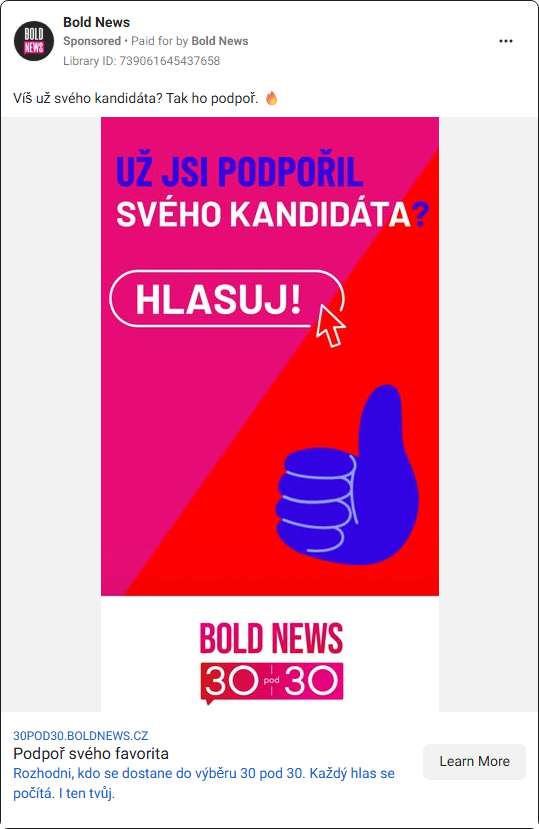 BOLD
NEWS
Bold News
Sponsored • Paid for by Bold News
Library ID: 739061645437658
Víš už svého kandidáta? Tak ho podpoř. 🔥
UŽ JSI PODPOŘIL
SVÉHO KANDIDÁTA?
HLASUJ!
BOLD NEWS
30 pod 30
30POD30.BOLDNEWS.CZ
Podpoř svého favorita
Rozhodni, kdo se dostane do výběru 30 pod 30. Každý hlas se
počítá. I ten tvůj.
Learn More